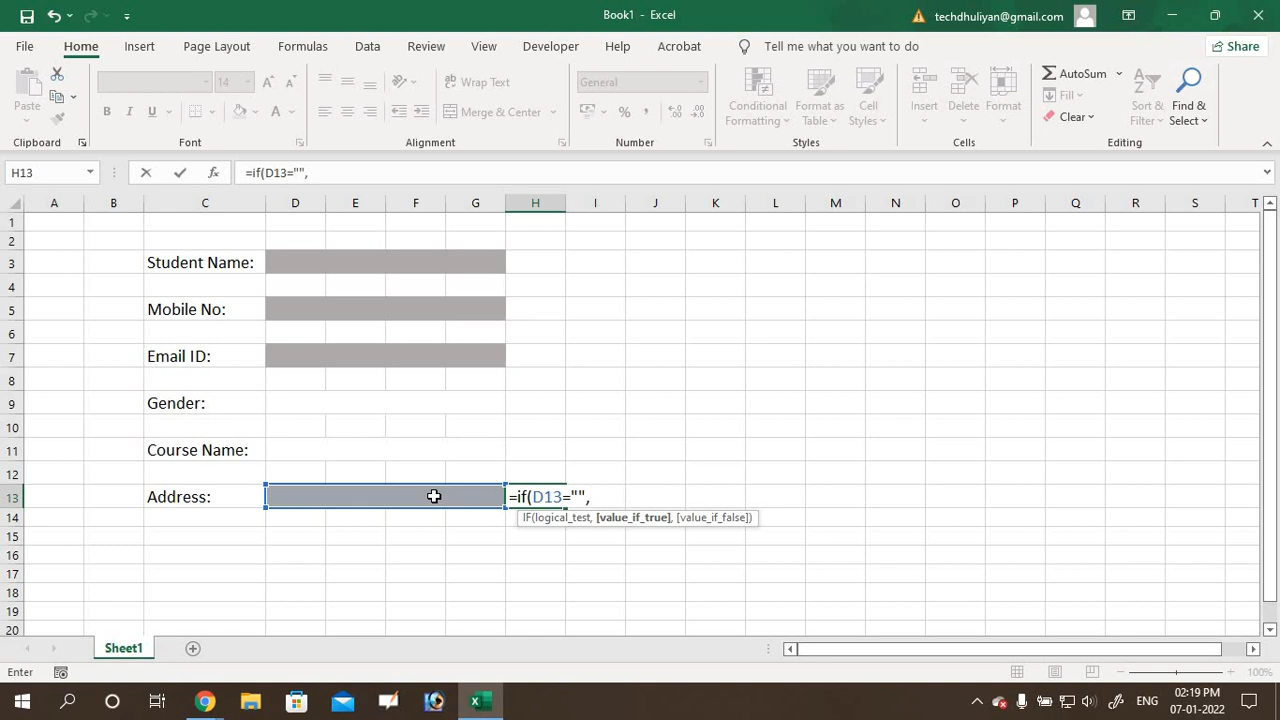 Book1 - Excel
techdhuliyan@gmail.com
File Home Insert Page Layout Formulas Data Review View Developer Help Acrobat Tell me what you want to do Share
Paste
14
Wrap Text
Merge & Center
General
Conditional Formatting
Format as Table
Cell Styles
Insert
Delete
Format
AutoSum
Fill
Clear
Sort & Filter
Find & Select
Clipboard Font Alignment Number Styles Cells Editing
H13 =if(D13="",
A B C D E F G H I J K L M N O P Q R S T
1
2
3 Student Name:
4
5 Mobile No:
6
7 Email ID:
8
9 Gender:
10
11 Course Name:
12
13 Address: =if(D13="",
14 IF(logical_test, [value_if_true], [value_if_false])
15
16
17
18
19
20
Sheet1
Enter 100%
ENG 02:19 PM
07-01-2022